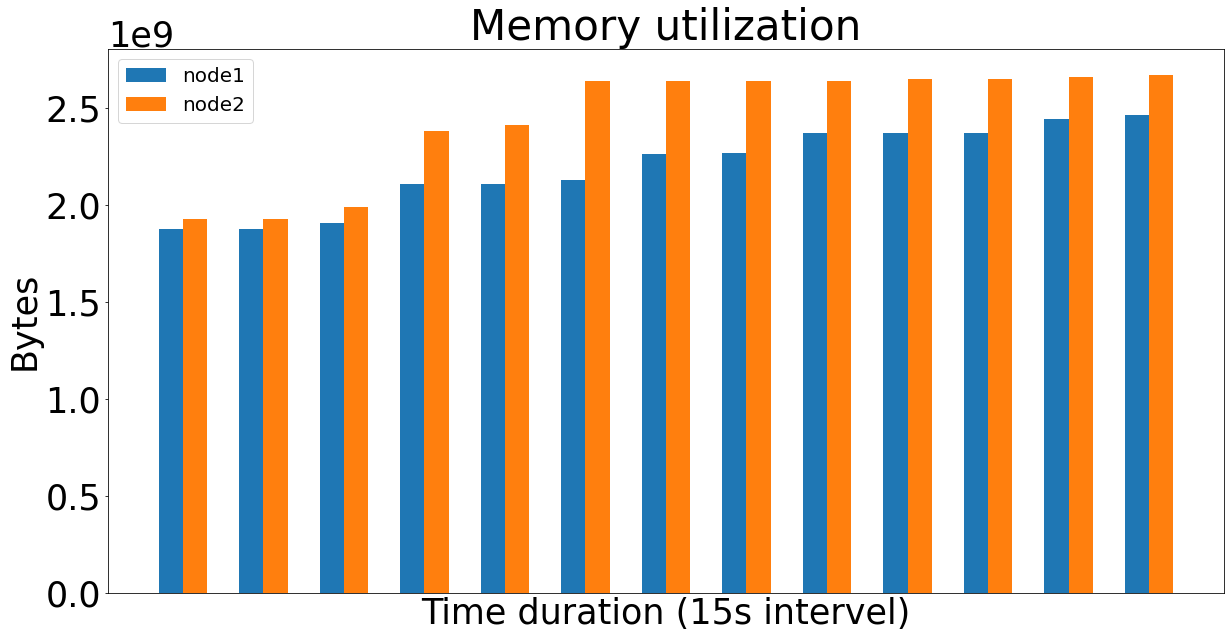 Memory utilization
1e9
node1
node2
2.5
2.0
1.5
1.0
0.5
0.0
Bytes
Time duration (15s intervel)